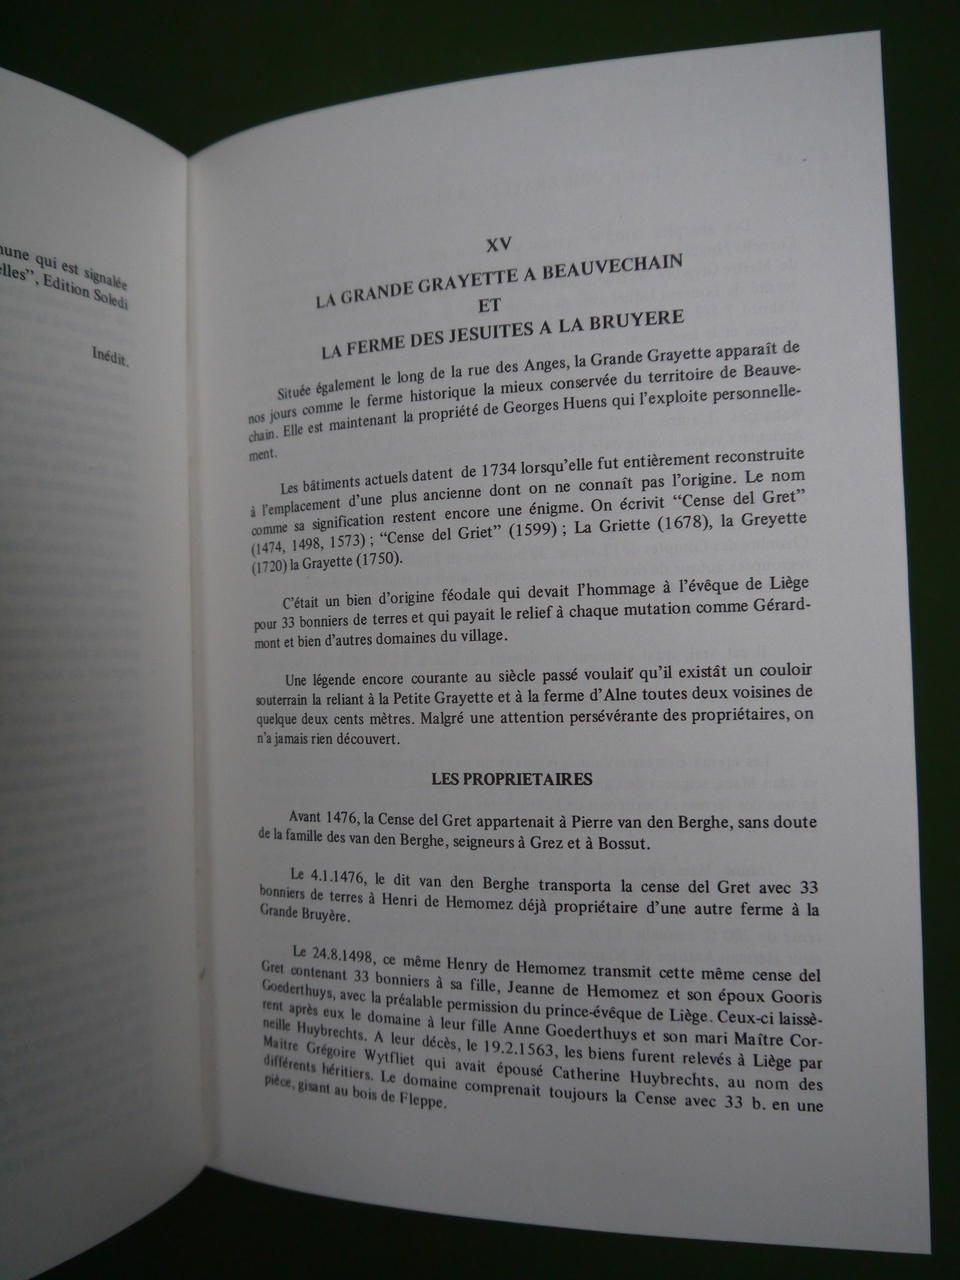 qui est signalée
Edition Soledi
Inédit.
XV
LA GRANDE GRAYETTE A BEAUVECHAIN
ET
LA FERME DES JESUITES A LA BRUYERE
Située également le long de la rue des Anges, la Grande Grayette apparaît de
nos jours comme le ferme historique la mieux conservée du territoire de Beauve-
chain. Elle est maintenant la propriété de Georges Huens qui l'exploite personnelle-
ment.
Les bâtiments actuels datent de 1734 lorsqu'elle fut entièrement reconstruite
à l'emplacement d'une plus ancienne dont on ne connaît pas l'origine. Le nom
comme sa signification restent encore une énigme. On écrivit “Cense del Gret”
(1474, 1498, 1573) ; “Cense del Griet” (1599) ; La Griette (1678), la Greyette
(1720) la Grayette (1750).
C'était un bien d'origine féodale qui devait l'hommage à l'évêque de Liège
pour 33 bonniers de terres et qui payait le relief à chaque mutation comme Gérard-
mont et bien d'autres domaines du village.
Une légende encore courante au siècle passé voulait qu'il existât un couloir
souterrain la reliant à la Petite Grayette et à la ferme d'Alne toutes deux voisines de
quelque deux cents mètres. Malgré une attention persévérante des propriétaires, on
n'a jamais rien découvert.
LES PROPRIETAIRES
Avant 1476, la Cense del Gret appartenait à Pierre van den Berghe, sans doute
de la famille des van den Berghe, seigneurs à Grez et à Bossut.
Le 4.1.1476, le dit van den Berghe transporta la cense del Gret avec 33
bonniers de terres à Henri de Hemomez déjà propriétaire d'une autre ferme à la
Grande Bruyère.
Le 24.8.1498, ce même Henry de Hemomez transmit cette même cense del
Gret contenant 33 bonniers à sa fille, Jeanne de Hemomez et son époux Gooris
Goederthuys, avec la préalable permission du prince-évêque de Liège. Ceux-ci laissè-
rent après eux le domaine à leur fille Anne Goederthuys et son mari Maître Cor-
neille Huybrechts. A leur décès, le 19.2.1563, les biens furent relevés à Liège par
Maître Grégoire Wytfliet qui avait épousé Catherine Huybrechts, au nom des
différents héritiers. Le domaine comprenait toujours la Cense avec 33 b. en une
pièce, gisant au bois de Fleppe.